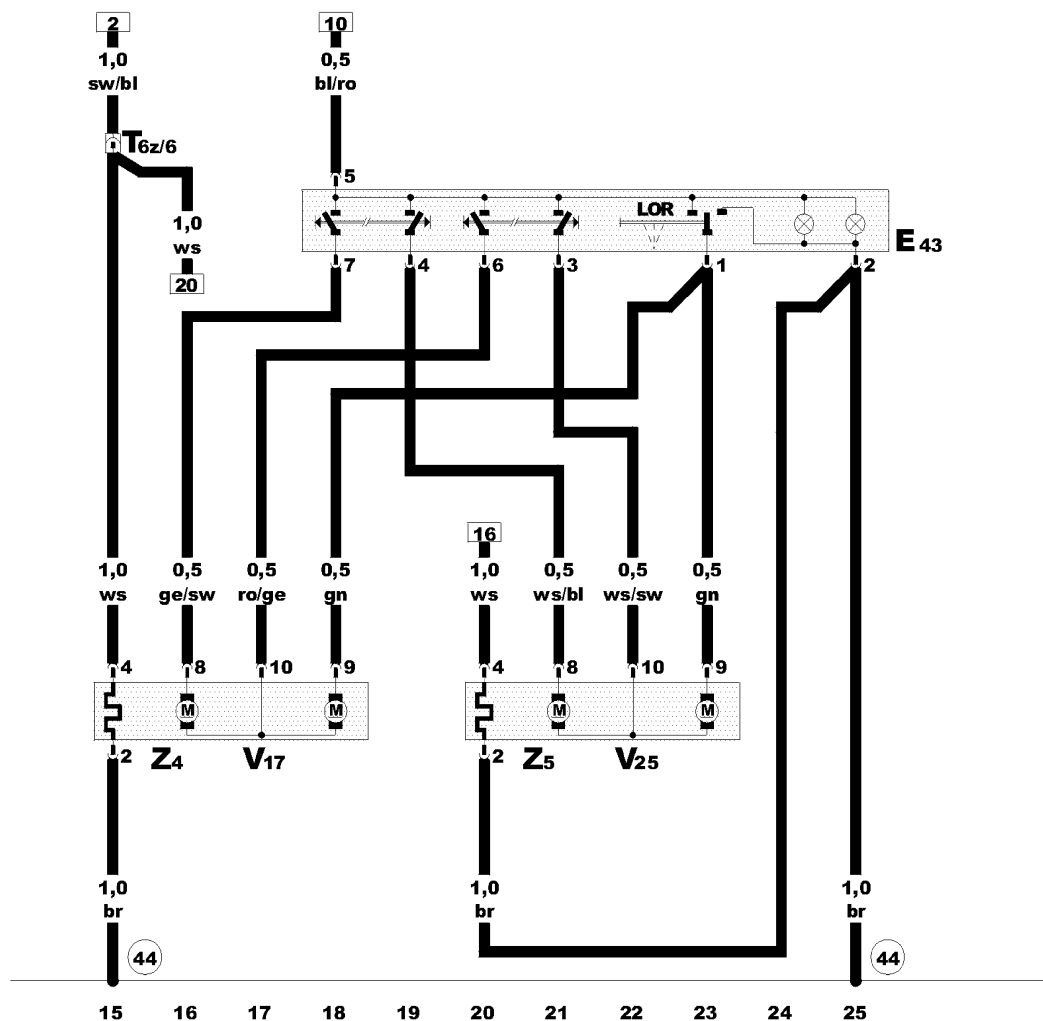 2 10
1,0 0,5
sw/bl bl/ro
T6z/6
5
1,0
ws
20
LOR
E 43
7 4 6 3 1 2
16
1,0 0,5 0,5 0,5 1,0 0,5 0,5 0,5
ws ge/sw ro/ge gn ws ws/bl ws/sw gn
4 8 10 9 4 8 10 9
M M M M
2 Z4 V17 2 Z5 V25
1,0 1,0 1,0
br br br
44 44
15 16 17 18 19 20 21 22 23 24 25